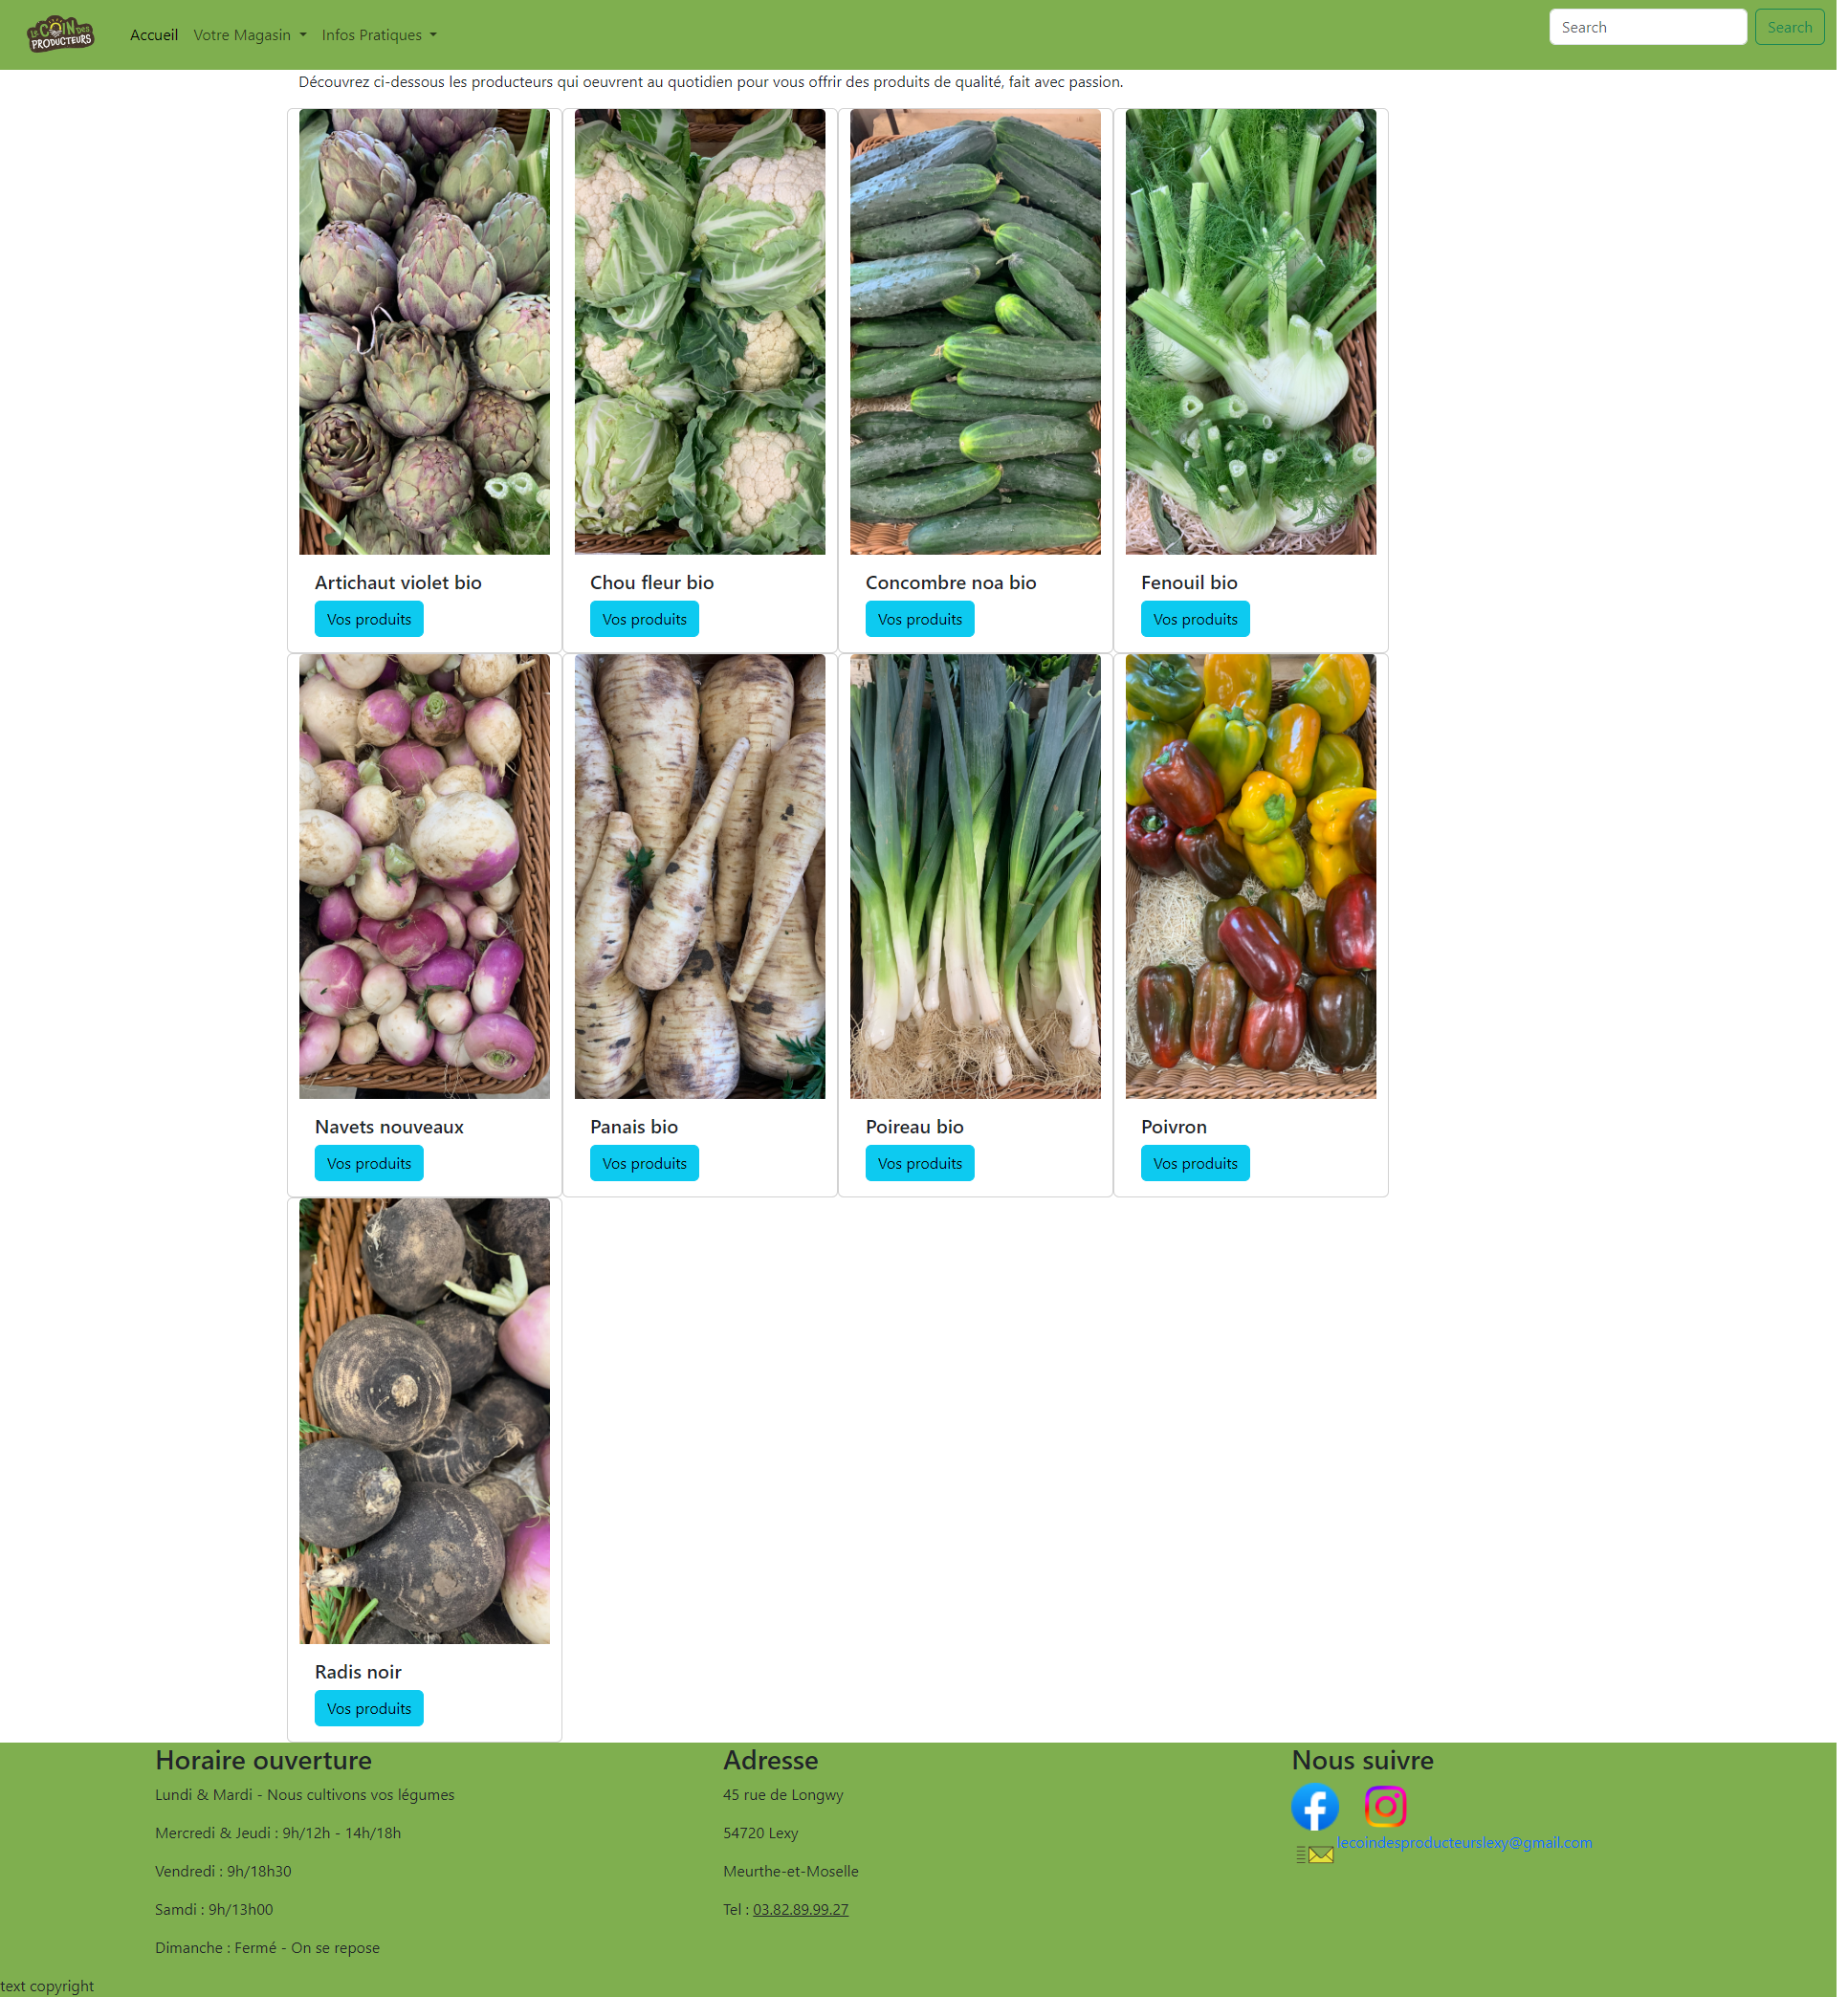 LE COIN DES
PRODUCTEURS
Accueil Votre Magasin Infos Pratiques
Search Search
Découvrez ci-dessous les producteurs qui oeuvrent au quotidien pour vous offrir des produits de qualité, fait avec passion.
Artichaut violet bio
Vos produits
Chou fleur bio
Vos produits
Concombre noa bio
Vos produits
Fenouil bio
Vos produits
Navets nouveaux
Vos produits
Panais bio
Vos produits
Poireau bio
Vos produits
Poivron
Vos produits
Radis noir
Vos produits
Horaire ouverture
Lundi & Mardi - Nous cultivons vos légumes
Mercredi & Jeudi : 9h/12h - 14h/18h
Vendredi : 9h/18h30
Samdi : 9h/13h00
Dimanche : Fermé - On se repose
Adresse
45 rue de Longwy
54720 Lexy
Meurthe-et-Moselle
Tel : 03.82.89.99.27
Nous suivre
lecoindesproducteurslexy@gmail.com
text copyright